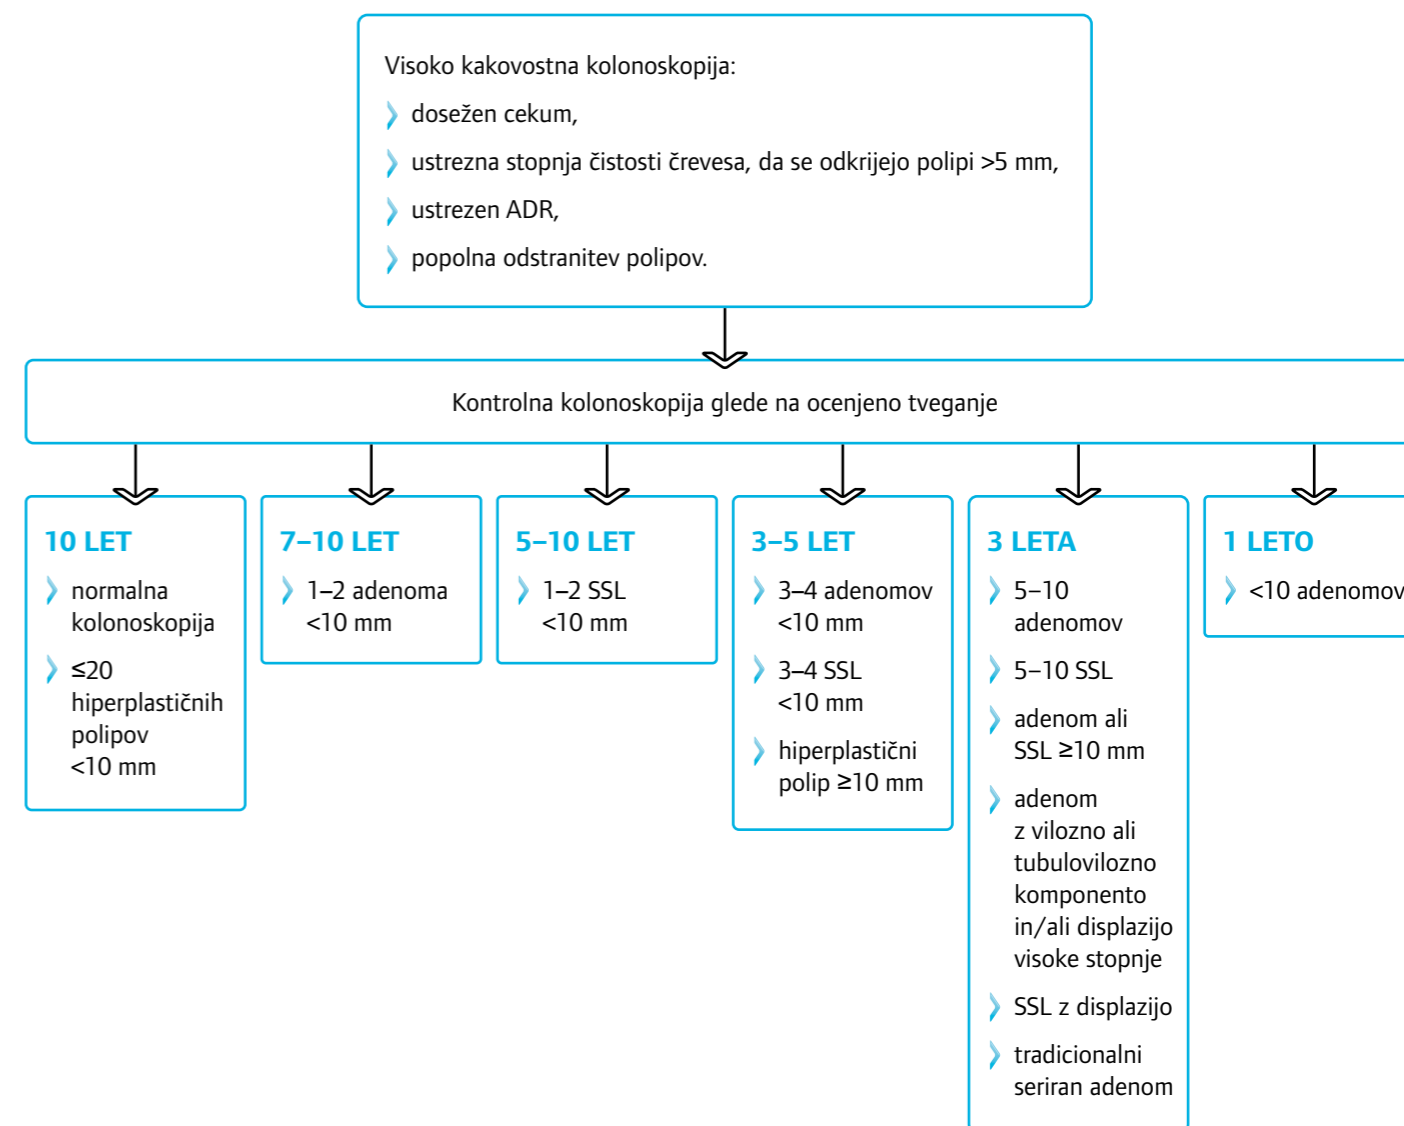 Visoko kakovostna kolonoskopija:
dosežen cekum,
ustrezna stopnja čistosti črevesa, da se odkrijejo polipi >5 mm,
ustrezen ADR,
popolna odstranitev polipov.
Kontrolna kolonoskopija glede na ocenjeno tveganje
10 LET
normalna
kolonoskopija
≤20
hiperplastičnih
polipov
<10 mm
7–10 LET
1–2 adenoma
<10 mm
5–10 LET
1–2 SSL
<10 mm
3–5 LET
3–4 adenomov
<10 mm
3–4 SSL
<10 mm
hiperplastični
polip ≥10 mm
3 LETA
5–10
adenomov
5–10 SSL
adenom ali
SSL ≥10 mm
adenom
z vilozno ali
tubulovilozno
komponento
in/ali displazijo
visoke stopnje
SSL z displazijo
tradicionalni
seriran adenom
1 LETO
<10 adenomov